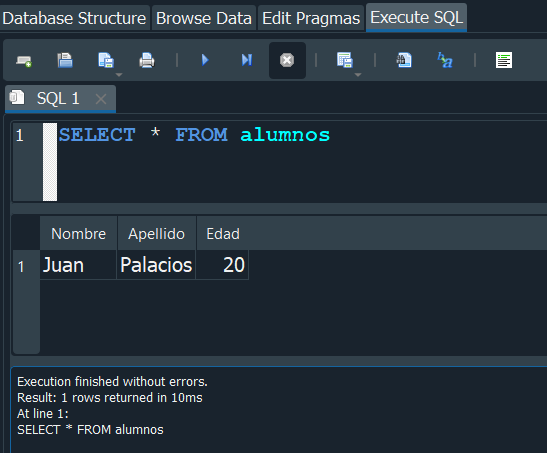 Database Structure Browse Data Edit Pragmas Execute SQL
SQL 1
1 SELECT * FROM alumnos
Nombre Apellido Edad
1 Juan Palacios 20
Execution finished without errors.
Result: 1 rows returned in 10ms
At line 1:
SELECT * FROM alumnos